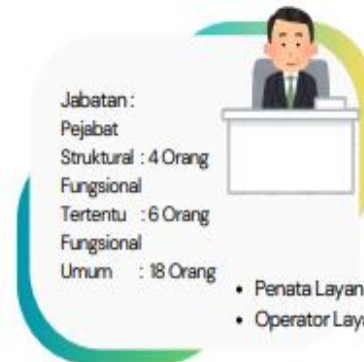 Jabatan :
Pejabat
Struktural : 4 Orang
Fungsional
Tertentu : 6 Orang
Fungsional
Umum : 18 Orang
• Penata Layan
• Operator Lay